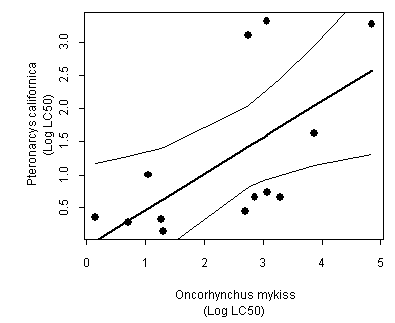 Pteronarcys californica
(Log LC50)
3.0
2.5
2.0
1.5
1.0
0.5
0 1 2 3 4 5
Oncorhynchus mykiss
(Log LC50)